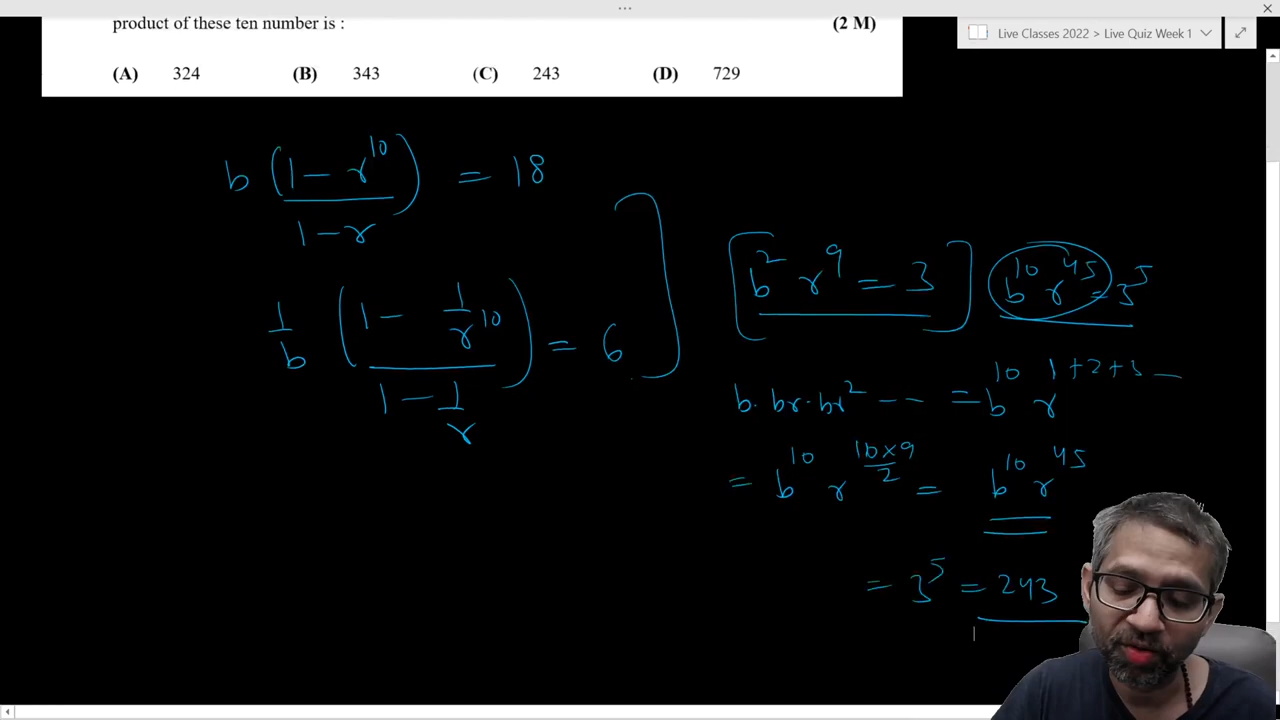 product of these ten number is : (2 M)
Live Classes 2022 > Live Quiz Week 1
(A) 324 (B) 343 (C) 243 (D) 729
b (1 - r^10 / 1 - r) = 18
1/b (1 - 1/r^10 / 1 - 1/r) = 6
[b^2 r^9 = 3] b^10 r^45 = 3^5
b. br. br^2 - - = b^10 r^1+2+3 -
= b^10 r^10×9/2 = b^10 r^45
= 3^5 = 243